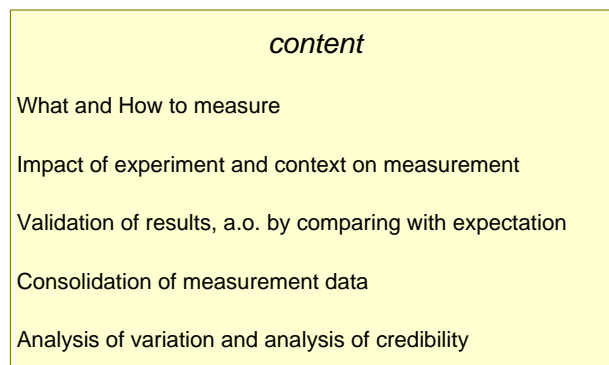 content
What and How to measure
Impact of experiment and context on measurement
Validation of results, a.o. by comparing with expectation
Consolidation of measurement data
Analysis of variation and analysis of credibility